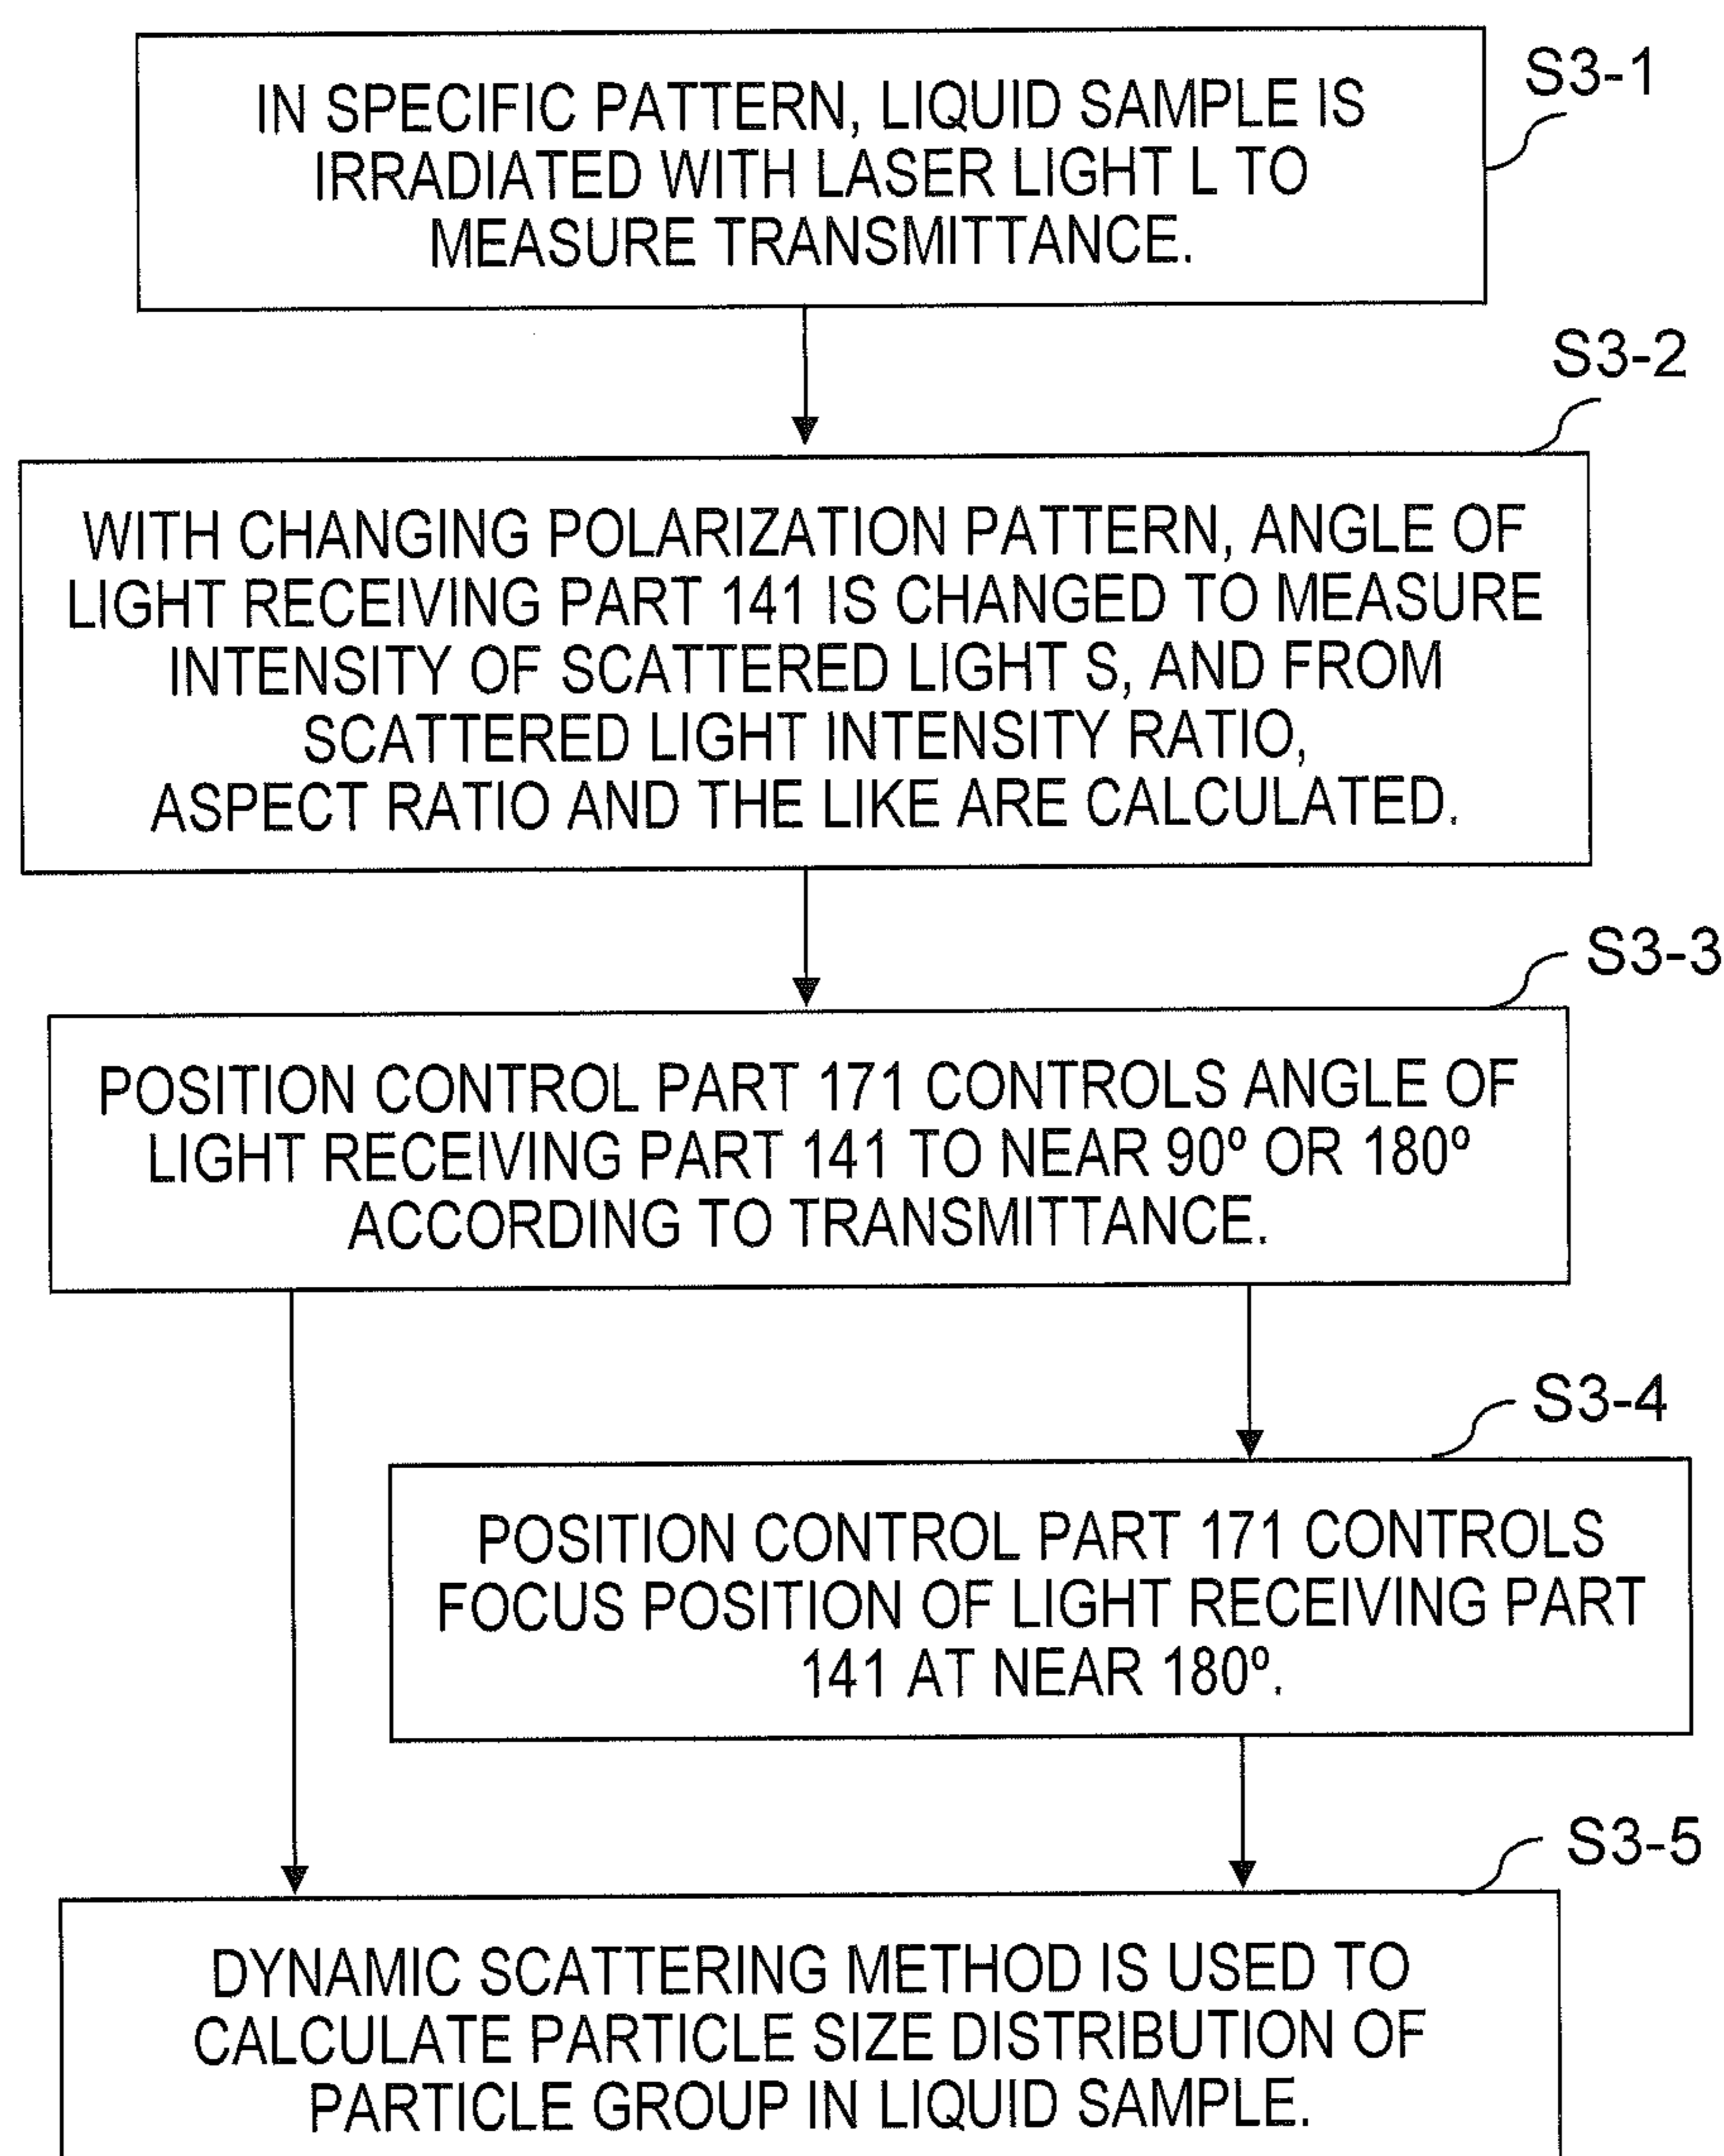 S3-1
IN SPECIFIC PATTERN, LIQUID SAMPLE IS
IRRADIATED WITH LASER LIGHT L TO
MEASURE TRANSMITTANCE.
S3-2
WITH CHANGING POLARIZATION PATTERN, ANGLE OF
LIGHT RECEIVING PART 141 IS CHANGED TO MEASURE
INTENSITY OF SCATTERED LIGHT S, AND FROM
SCATTERED LIGHT INTENSITY RATIO,
ASPECT RATIO AND THE LIKE ARE CALCULATED.
S3-3
POSITION CONTROL PART 171 CONTROLS ANGLE OF
LIGHT RECEIVING PART 141 TO NEAR 90º OR 180º
ACCORDING TO TRANSMITTANCE.
S3-4
POSITION CONTROL PART 171 CONTROLS
FOCUS POSITION OF LIGHT RECEIVING PART
141 AT NEAR 180º.
S3-5
DYNAMIC SCATTERING METHOD IS USED TO
CALCULATE PARTICLE SIZE DISTRIBUTION OF
PARTICLE GROUP IN LIQUID SAMPLE.